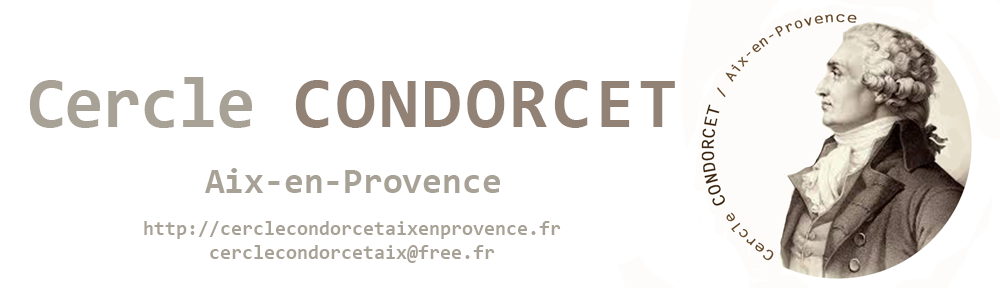 Cercle CONDORCET
Aix-en-Provence
http://cerclecondorcetaixenprovence.fr
cerclecondorcetaix@free.fr
Cercle CONDORCET / Aix-en-Provence